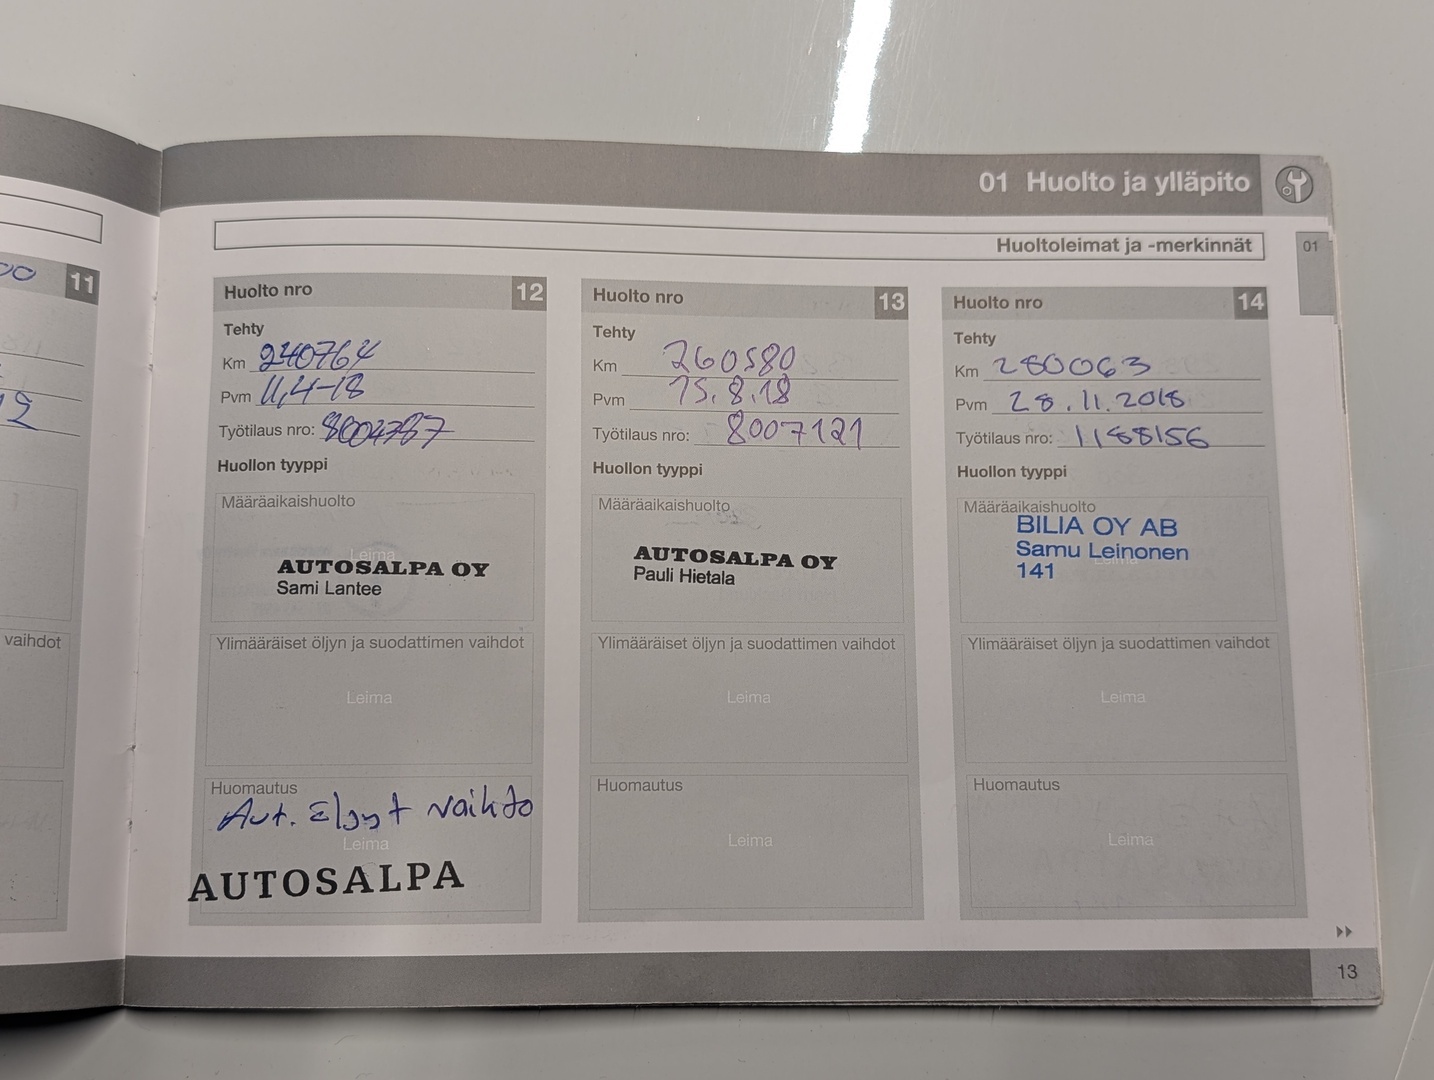 01 Huolto ja ylläpito
Huoltoleimat ja -merkinnät
01
11
vaihdot
Huolto nro 12
Tehty
Km 240764
Pvm 11,4-18
Työtilaus nro: 8004787
Huollon tyyppi
Määräaikaishuolto
Leima
AUTOSALPA OY
Sami Lantee
Ylimääräiset öljyn ja suodattimen vaihdot
Leima
Huomautus
Aut. Eljyt vaihto
Leima
AUTOSALPA
Huolto nro 13
Tehty
Km 260580
Pvm 15.8.18
Työtilaus nro: 8007121
Huollon tyyppi
Määräaikaishuolto
AUTOSALPA OY
Pauli Hietala
Ylimääräiset öljyn ja suodattimen vaihdot
Leima
Huomautus
Leima
Huolto nro 14
Tehty
Km 280063
Pvm 28.11.2018
Työtilaus nro: 1188156
Huollon tyyppi
Määräaikaishuolto
BILIA OY AB
Samu Leinonen
Leima
141
Ylimääräiset öljyn ja suodattimen vaihdot
Leima
Huomautus
Leima
13